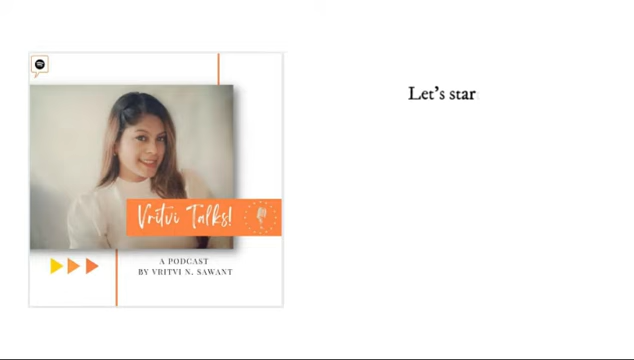 Let's star
Vritvi Talks!
A PODCAST
BY VRITVI N. SAWANT